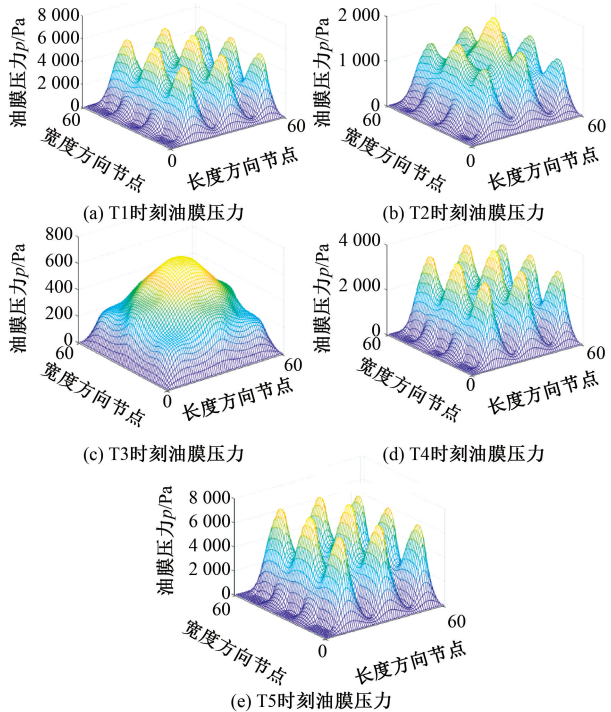 8 000
6 000
4 000
2 000
0
油膜压力p/Pa
60
宽度方向节点
0
长度方向节点
60
(a) T1时刻油膜压力
2 000
1 000
0
油膜压力p/Pa
60
宽度方向节点
0
长度方向节点
60
(b) T2时刻油膜压力
800
600
400
200
0
油膜压力p/Pa
60
宽度方向节点
0
长度方向节点
60
(c) T3时刻油膜压力
4 000
2 000
0
油膜压力p/Pa
60
宽度方向节点
0
长度方向节点
60
(d) T4时刻油膜压力
8 000
6 000
4 000
2 000
0
油膜压力p/Pa
60
宽度方向节点
0
长度方向节点
60
(e) T5时刻油膜压力